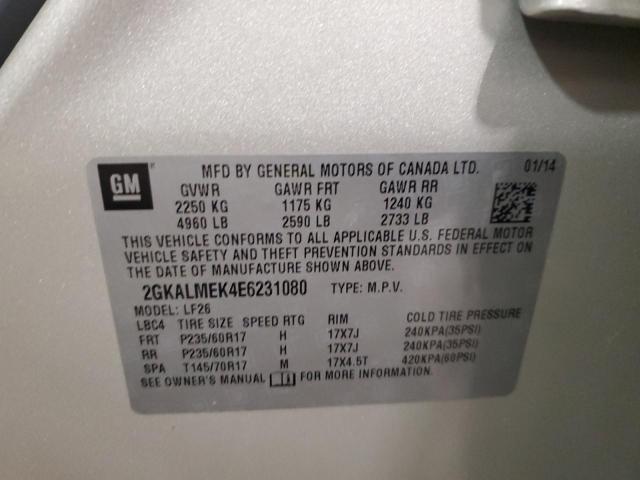 GM
MFD BY GENERAL MOTORS OF CANADA LTD. 01/14
GVWR GAWR FRT GAWR RR
2250 KG 1175 KG 1240 KG
4960 LB 2590 LB 2733 LB
THIS VEHICLE CONFORMS TO ALL APPLICABLE U.S. FEDERAL MOTOR
VEHICLE SAFETY AND THEFT PREVENTION STANDARDS IN EFFECT ON
THE DATE OF MANUFACTURE SHOWN ABOVE.
2GKALMEK4E6231080 TYPE: M.P.V.
MODEL: LF26
LBC4 TIRE SIZE SPEED RTG RIM COLD TIRE PRESSURE
FRT P235/60R17 H 17X7J 240KPA(35PSI)
RR P235/60R17 H 17X7J 240KPA(35PSI)
SPA T145/70R17 M 17X4.5T 420KPA(60PSI)
SEE OWNER'S MANUAL FOR MORE INFORMATION.